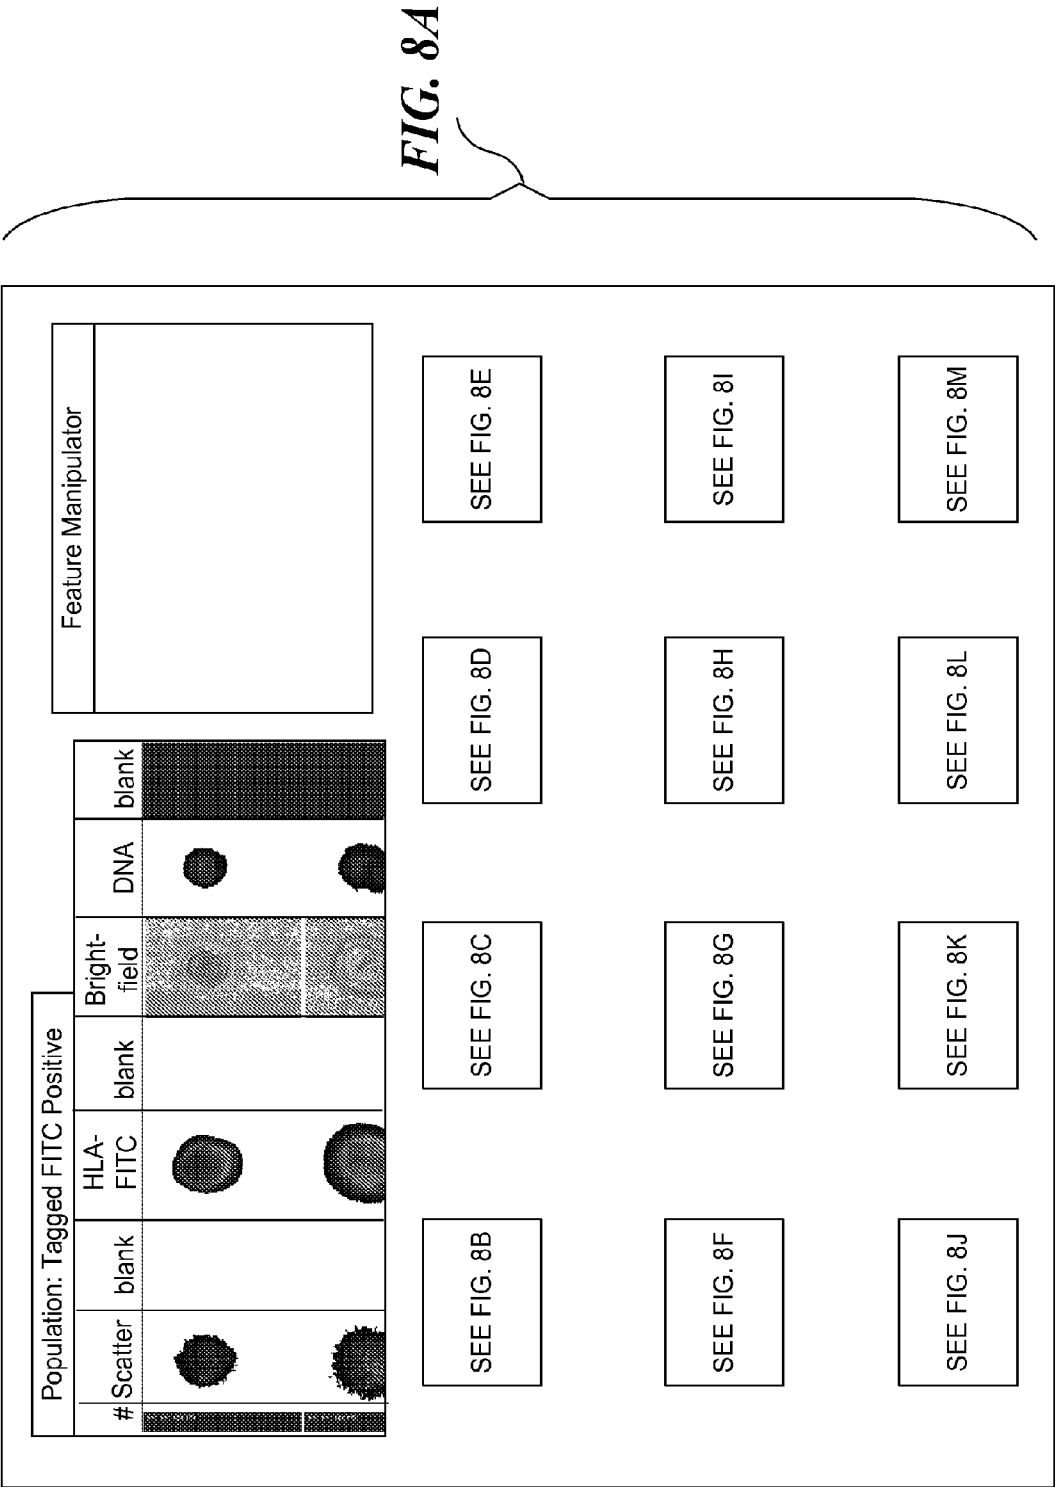 Population: Tagged FITC Positive
# Scatter blank HLA-FITC blank Bright-field DNA blank
Feature Manipulator
SEE FIG. 8B
SEE FIG. 8C
SEE FIG. 8D
SEE FIG. 8E
SEE FIG. 8F
SEE FIG. 8G
SEE FIG. 8H
SEE FIG. 8I
SEE FIG. 8J
SEE FIG. 8K
SEE FIG. 8L
SEE FIG. 8M
FIG. 8A